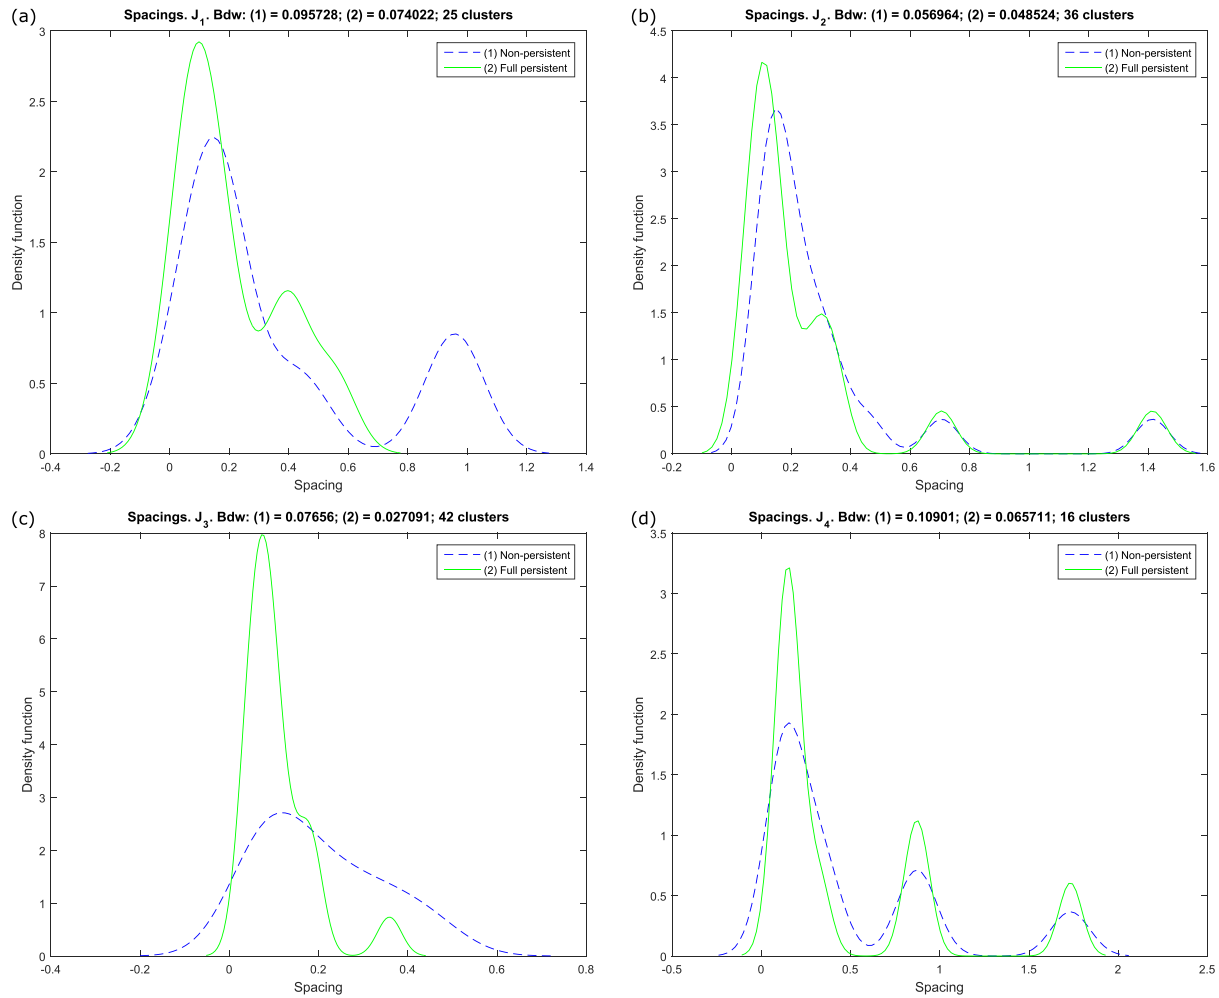 (a)
Spacings. J1. Bdw: (1) = 0.095728; (2) = 0.074022; 25 clusters
(1) Non-persistent
(2) Full persistent
Density function
3
2.5
2
1.5
1
0.5
0
-0.4
-0.2
0
0.2
0.4
0.6
0.8
1
1.2
1.4
Spacing
(b)
Spacings. J2. Bdw: (1) = 0.056964; (2) = 0.048524; 36 clusters
(1) Non-persistent
(2) Full persistent
Density function
4.5
4
3.5
3
2.5
2
1.5
1
0.5
0
-0.2
0
0.2
0.4
0.6
0.8
1
1.2
1.4
1.6
Spacing
(c)
Spacings. J3. Bdw: (1) = 0.07656; (2) = 0.027091; 42 clusters
(1) Non-persistent
(2) Full persistent
Density function
8
7
6
5
4
3
2
1
0
-0.4
-0.2
0
0.2
0.4
0.6
0.8
Spacing
(d)
Spacings. J4. Bdw: (1) = 0.10901; (2) = 0.065711; 16 clusters
(1) Non-persistent
(2) Full persistent
Density function
3.5
3
2.5
2
1.5
1
0.5
0
-0.5
0
0.5
1
1.5
2
2.5
Spacing